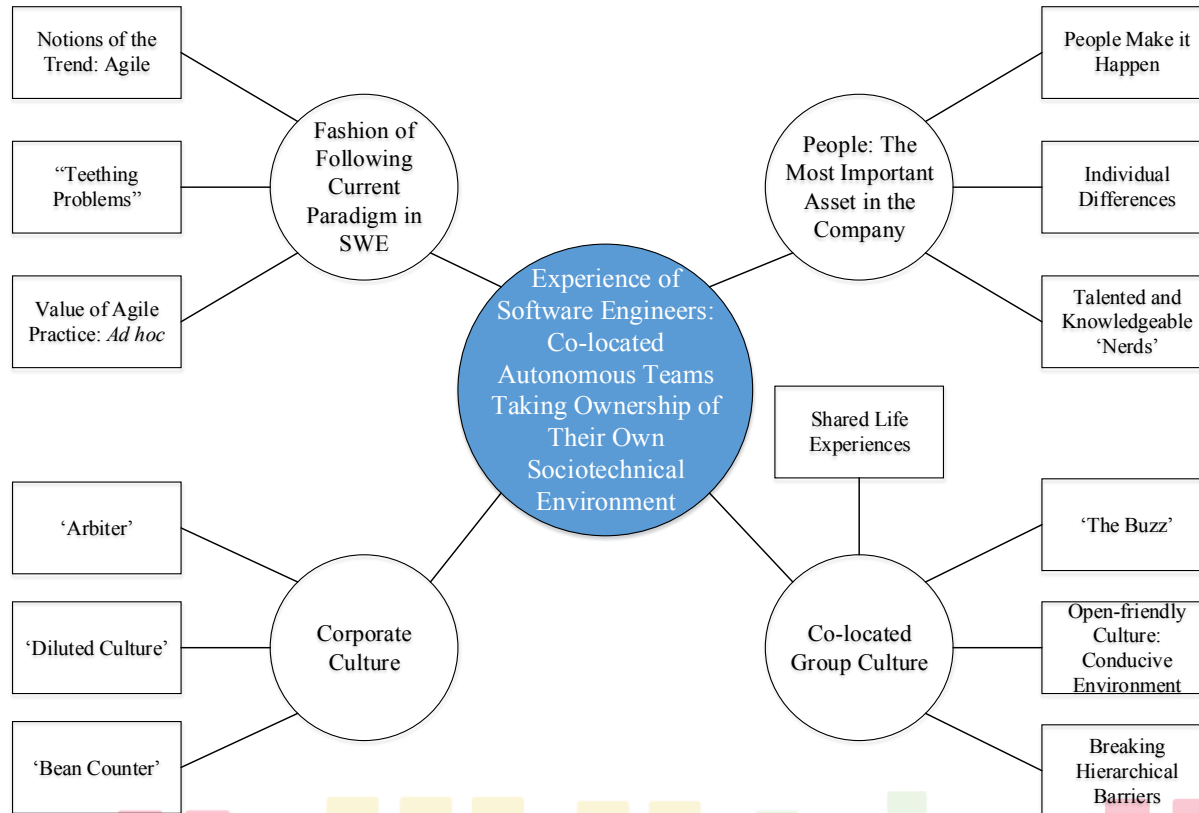 Notions of the
Trend: Agile
“Teething
Problems”
Value of Agile
Practice: Ad hoc
Fashion of
Following
Current
Paradigm in
SWE
People: The
Most Important
Asset in the
Company
People Make it
Happen
Individual
Differences
Talented and
Knowledgeable
‘Nerds’
Experience of
Software Engineers:
Co-located
Autonomous Teams
Taking Ownership of
Their Own
Sociotechnical
Environment
‘Arbiter’
‘Diluted Culture’
‘Bean Counter’
Corporate
Culture
Shared Life
Experiences
Co-located
Group Culture
‘The Buzz’
Open-friendly
Culture:
Conducive
Environment
Breaking
Hierarchical
Barriers